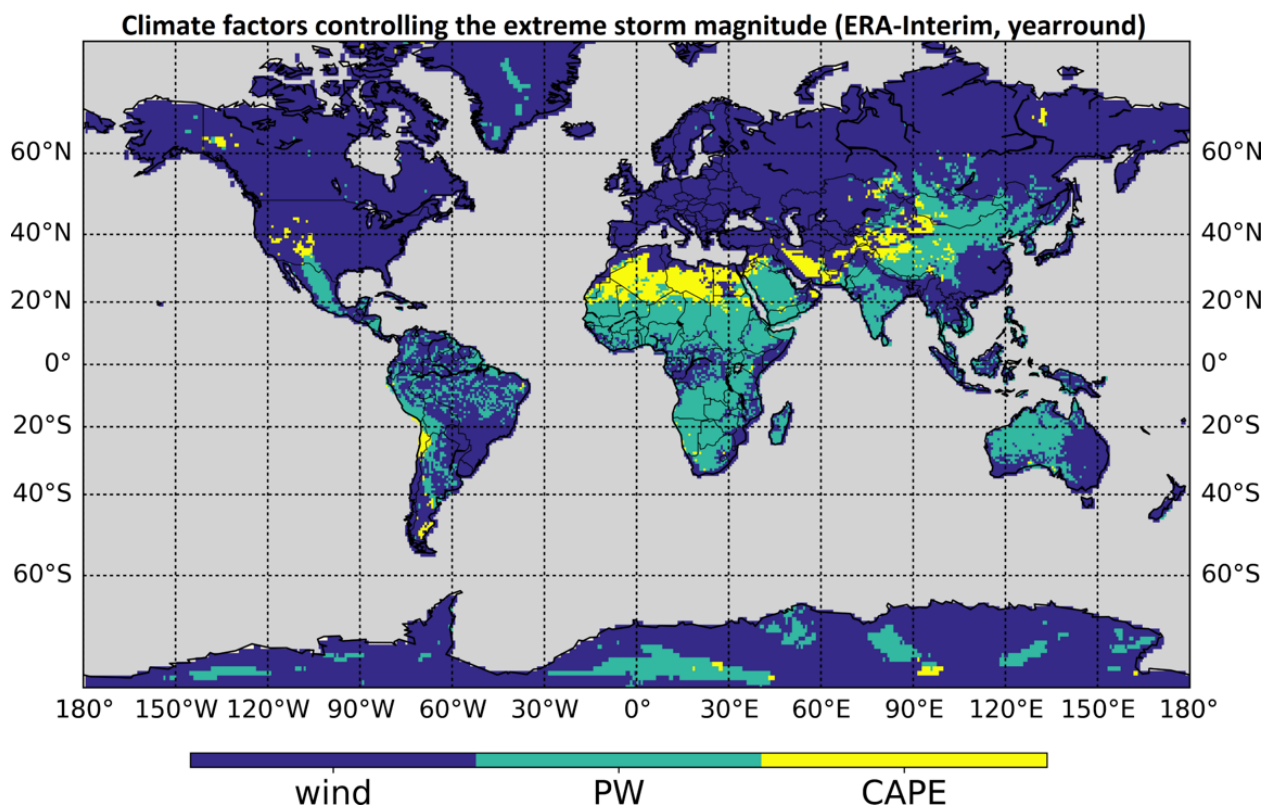 Climate factors controlling the extreme storm magnitude (ERA-Interim, yearround)
60°N 60°N
40°N 40°N
20°N 20°N
0° 0°
20°S 20°S
40°S 40°S
60°S 60°S
180° 150°W 120°W 90°W 60°W 30°W 0° 30°E 60°E 90°E 120°E 150°E 180°
wind PW CAPE